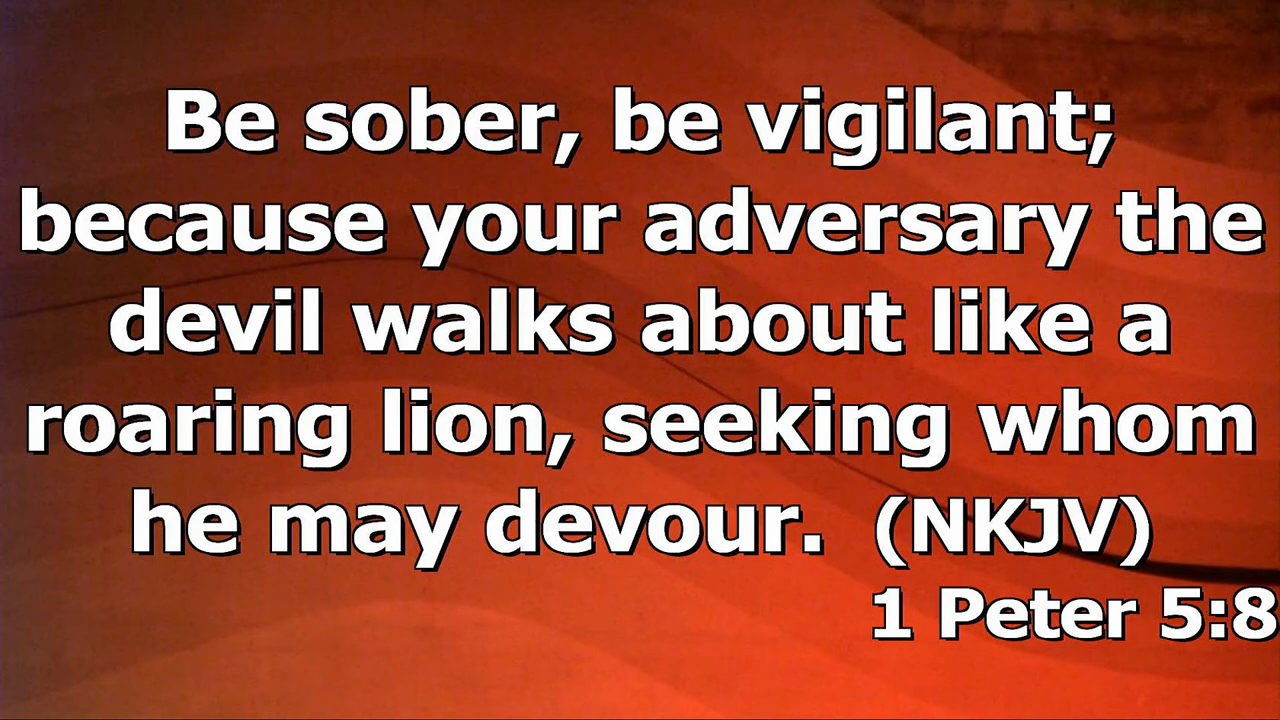 Be sober, be vigilant;
because your adversary the
devil walks about like a
roaring lion, seeking whom
he may devour. (NKJV)
1 Peter 5:8